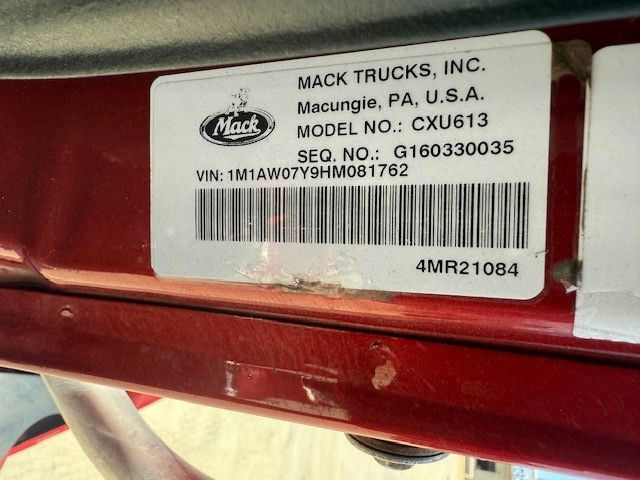 MACK TRUCKS, INC.
Mack
Macungie, PA, U.S.A.
MODEL NO.: CXU613
SEQ. NO.: G160330035
VIN: 1M1AW07Y9HM081762
4MR21084